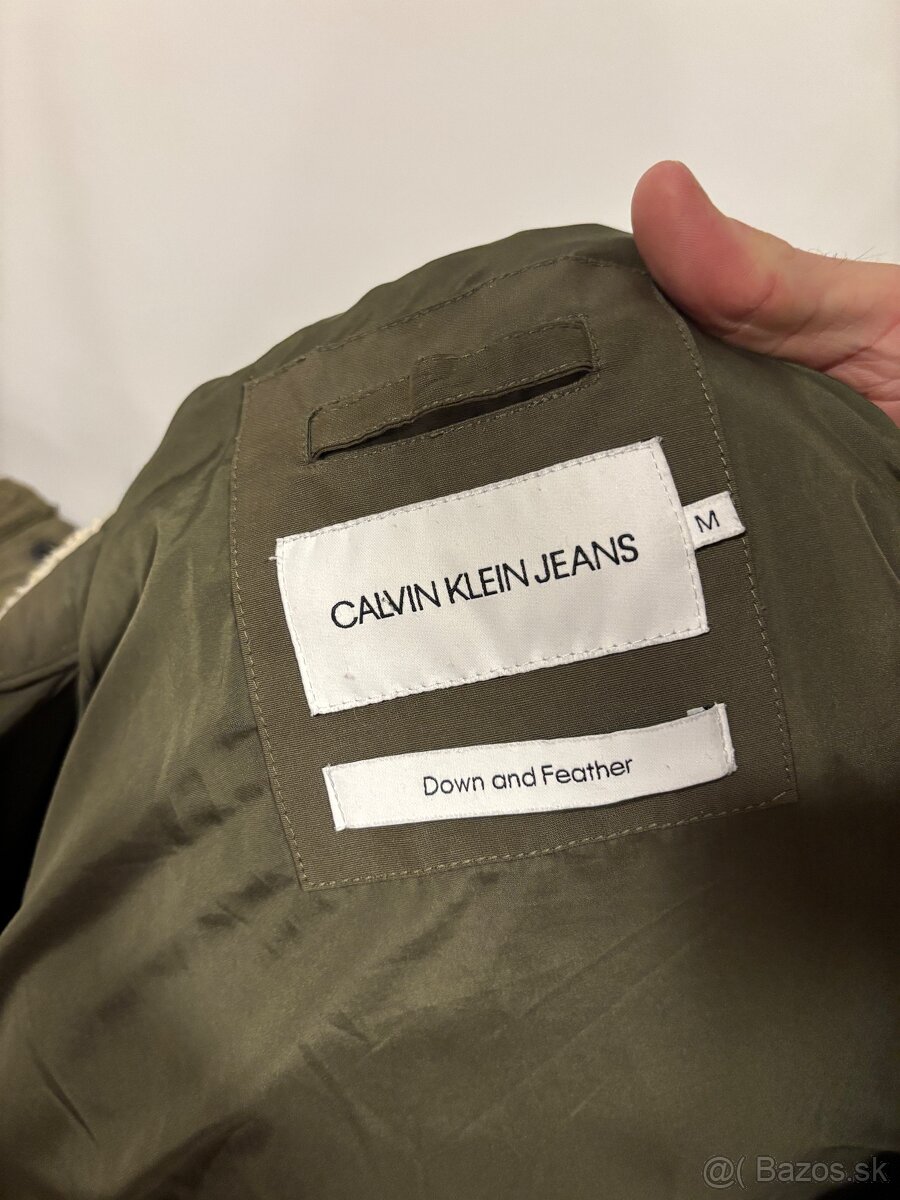 CALVIN KLEIN JEANS
M
Down and Feather
@( Bazos.sk